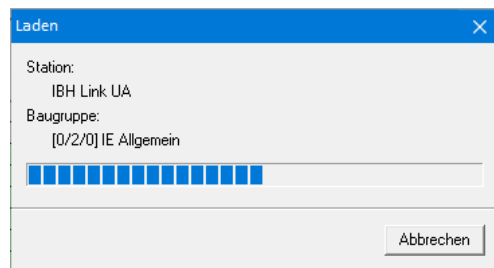 Laden
Station:
IBH Link UA
Baugruppe:
[0/2/0] IE Allgemein
Abbrechen